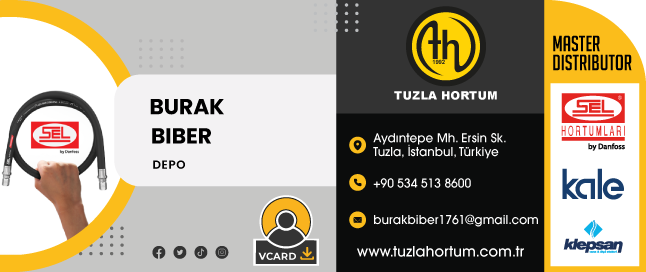 SEL
by Danfoss
BURAK
BIBER
DEPO
VCARD
th
1992
TUZLA HORTUM
Aydıntepe Mh. Ersin Sk.
Tuzla, İstanbul, Türkiye
+90 534 513 8600
burakbiber1761@gmail.com
www.tuzlahortum.com.tr
MASTER
DISTRIBUTOR
SEL
HORTUMLARI
by Danfoss
kale
klepsan